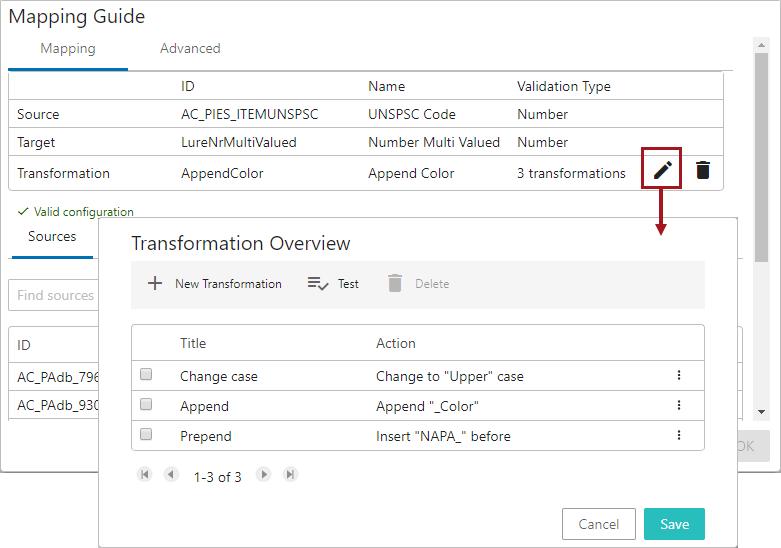 Mapping Guide
Mapping Advanced
ID Name Validation Type
Source AC_PIES_ITEMUNSPSC UNSPSC Code Number
Target LureNrMultiValued Number Multi Valued Number
Transformation AppendColor Append Color 3 transformations
Valid configuration
Sources
Find sources
ID
AC_PAdb_796
AC_PAdb_930
OK
Transformation Overview
New Transformation Test Delete
Title Action
Change case Change to "Upper" case
Append Append "_Color"
Prepend Insert "NAPA_" before
1-3 of 3
Cancel Save